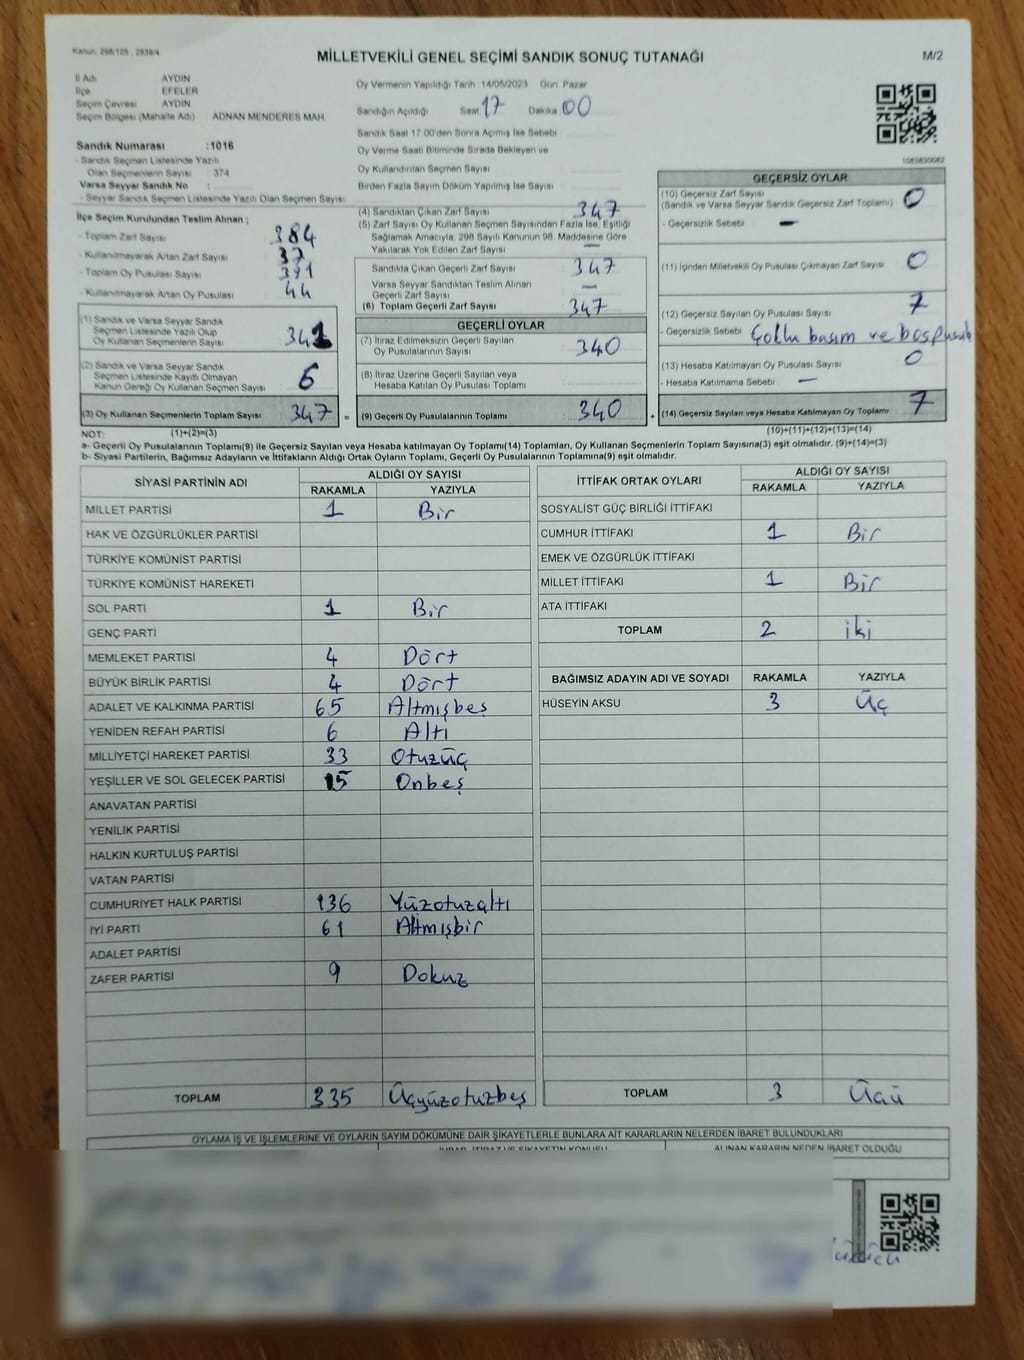 Kanun: 298/105 ; 2839/4
MİLLETVEKİLİ GENEL SEÇİMİ SANDIK SONUÇ TUTANAĞI
M/2
İl Adı AYDIN
İlçe EFELER
Seçim Çevresi AYDIN
Seçim Bölgesi (Mahalle Adı) ADNAN MENDERES MAH.
Oy Vermenin Yapıldığı Tarih 14/05/2023 Gün: Pazar
Sandığın Açıldığı Saat 17 Dakika 00
Sandık Saat 17.00'den Sonra Açımış İse Sebebi
Oy Verme Saati Bitiminde Sırada Bekleyen ve
Oy Kullandırılan Seçmen Sayısı
Birden Fazla Sayım Döküm Yapılmış İse Sayısı
Sandık Numarası :1016
- Sandık Seçmen Listesinde Yazılı
Olan Seçmen Sayısı : 374
Varsa Seyyar Sandık No :
- Seyyar Sandık Seçmen Listesinde Yazılı Olan Seçmen Sayısı
İlçe Seçim Kurulundan Teslim Alınan ;
- Toplam Zarf Sayısı 384
- Kullanılmayarak Artan Zarf Sayısı 37
- Toplam Oy Pusulası Sayısı 391
- Kullanılmayarak Artan Oy Pusulası 44
(1) Sandık ve Varsa Seyyar Sandık
Seçmen Listesinde Yazılı Olup
Oy Kullanan Seçmenlerin Sayısı 341
(2) Sandık ve Varsa Seyyar Sandık
Seçmen Listesinde Kayıtlı Olmayan
Kanun Gereği Oy Kullanan Seçmen Sayısı 6
(3) Oy Kullanan Seçmenlerin Toplam Sayısı 347 =
(4) Sandıktan Çıkan Zarf Sayısı 347
(5) Zarf Sayısı Oy Kullanan Seçmen Sayısından Fazla İse, Eşitliği
Sağlamak Amacıyla, 298 Sayılı Kanunun 98. Maddesine Göre
Yakılarak Yok Edilen Zarf Sayısı —
Sandıkta Çıkan Geçerli Zarf Sayısı 347
Varsa Seyyar Sandıktan Teslim Alınan
Geçerli Zarf Sayısı —
(6) Toplam Geçerli Zarf Sayısı 347
GEÇERLİ OYLAR
(7) İtiraz Edilmeksizin Geçerli Sayılan
Oy Pusulalarının Sayısı 340
(8) İtiraz Üzerine Geçerli Sayılan veya
Hesaba Katılan Oy Pusulası Toplamı
(9) Geçerli Oy Pusulalarının Toplamı 340 +
1083830082
GEÇERSİZ OYLAR
(10) Geçersiz Zarf Sayısı 0
(Sandık ve Varsa Seyyar Sandık Geçersiz Zarf Toplamı)
- Geçersizlik Sebebi —
(11) İçinden Milletvekili Oy Pusulası Çıkmayan Zarf Sayısı 0
(12) Geçersiz Sayılan Oy Pusulası Sayısı 7
- Geçersizlik Sebebi Çoklu basım ve boş pusula
(13) Hesaba Katılmayan Oy Pusulası Sayısı 0
- Hesaba Katılmama Sebebi —
(14) Geçersiz Sayılan veya Hesaba Katılmayan Oy Toplamı 7
NOT: (1)+(2)=(3)
(10)+(11)+(12)+(13)=(14)
a- Geçerli Oy Pusulalarının Toplamı(9) ile Geçersiz Sayılan veya Hesaba katılmayan Oy Toplamı(14) Toplamları, Oy Kullanan Seçmenlerin Toplam Sayısına(3) eşit olmalıdır. (9)+(14)=(3)
b- Siyasi Partilerin, Bağımsız Adayların ve İttifakların Aldığı Ortak Oyların Toplamı, Geçerli Oy Pusulalarının Toplamına(9) eşit olmalıdır.
SİYASİ PARTİNİN ADI ALDIĞI OY SAYISI
RAKAMLA YAZIYLA
MİLLET PARTİSİ 1 Bir
HAK VE ÖZGÜRLÜKLER PARTİSİ
TÜRKİYE KOMÜNİST PARTİSİ
TÜRKİYE KOMÜNİST HAREKETİ
SOL PARTİ 1 Bir
GENÇ PARTİ
MEMLEKET PARTİSİ 4 Dört
BÜYÜK BİRLİK PARTİSİ 4 Dört
ADALET VE KALKINMA PARTİSİ 65 Altmışbeş
YENİDEN REFAH PARTİSİ 6 Altı
MİLLİYETÇİ HAREKET PARTİSİ 33 Otuzüç
YEŞİLLER VE SOL GELECEK PARTİSİ 15 Onbeş
ANAVATAN PARTİSİ
YENİLİK PARTİSİ
HALKIN KURTULUŞ PARTİSİ
VATAN PARTİSİ
CUMHURİYET HALK PARTİSİ 136 Yüzotuzaltı
İYİ PARTİ 61 Altmışbir
ADALET PARTİSİ
ZAFER PARTİSİ 9 Dokuz
TOPLAM 335 Üçyüzotuzbeş
İTTİFAK ORTAK OYLARI ALDIĞI OY SAYISI
RAKAMLA YAZIYLA
SOSYALİST GÜÇ BİRLİĞİ İTTİFAKI
CUMHUR İTTİFAKI 1 Bir
EMEK VE ÖZGÜRLÜK İTTİFAKI
MİLLET İTTİFAKI 1 Bir
ATA İTTİFAKI
TOPLAM 2 iki
BAĞIMSIZ ADAYIN ADI VE SOYADI RAKAMLA YAZIYLA
HÜSEYİN AKSU 3 Üç
TOPLAM 3
OYLAMA İŞ VE İŞLEMLERİNE VE OYLARIN SAYIM DÖKÜMÜNE DAİR ŞİKAYETLERLE BUNLARA AİT KARARLARIN NELERDEN İBARET BULUNDUKLARI
İHBAR, İTİRAZ VE ŞİKAYETİN KONUSU ALINAN KARARIN NEDEN İBARET OLDUĞU